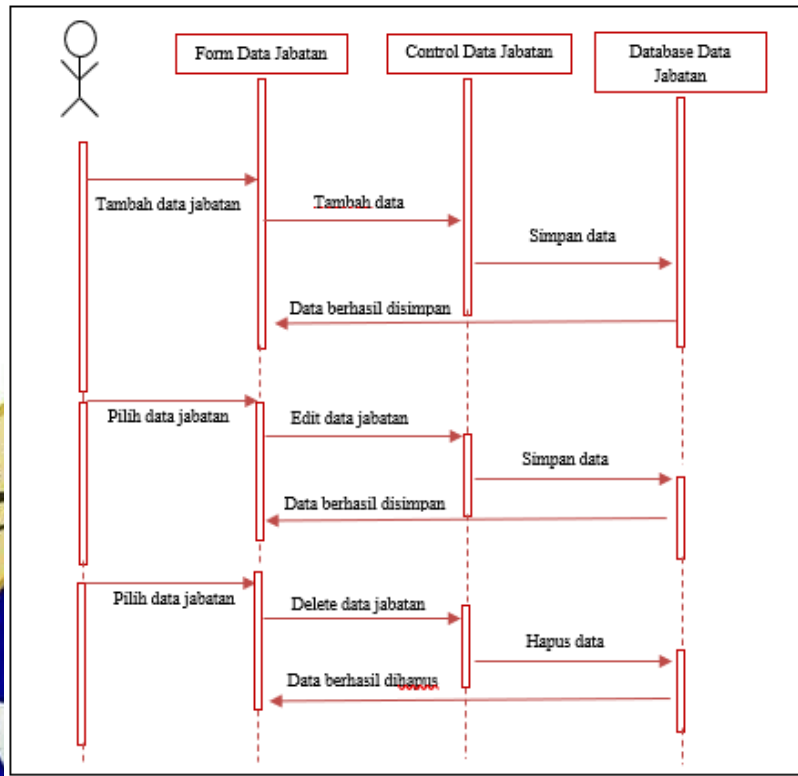 Form Data Jabatan
Control Data Jabatan
Database Data
Jabatan
Tambah data jabatan
Tambah data
Simpan data
Data berhasil disimpan
Pilih data jabatan
Edit data jabatan
Simpan data
Data berhasil disimpan
Pilih data jabatan
Delete data jabatan
Hapus data
Data berhasil dihapus